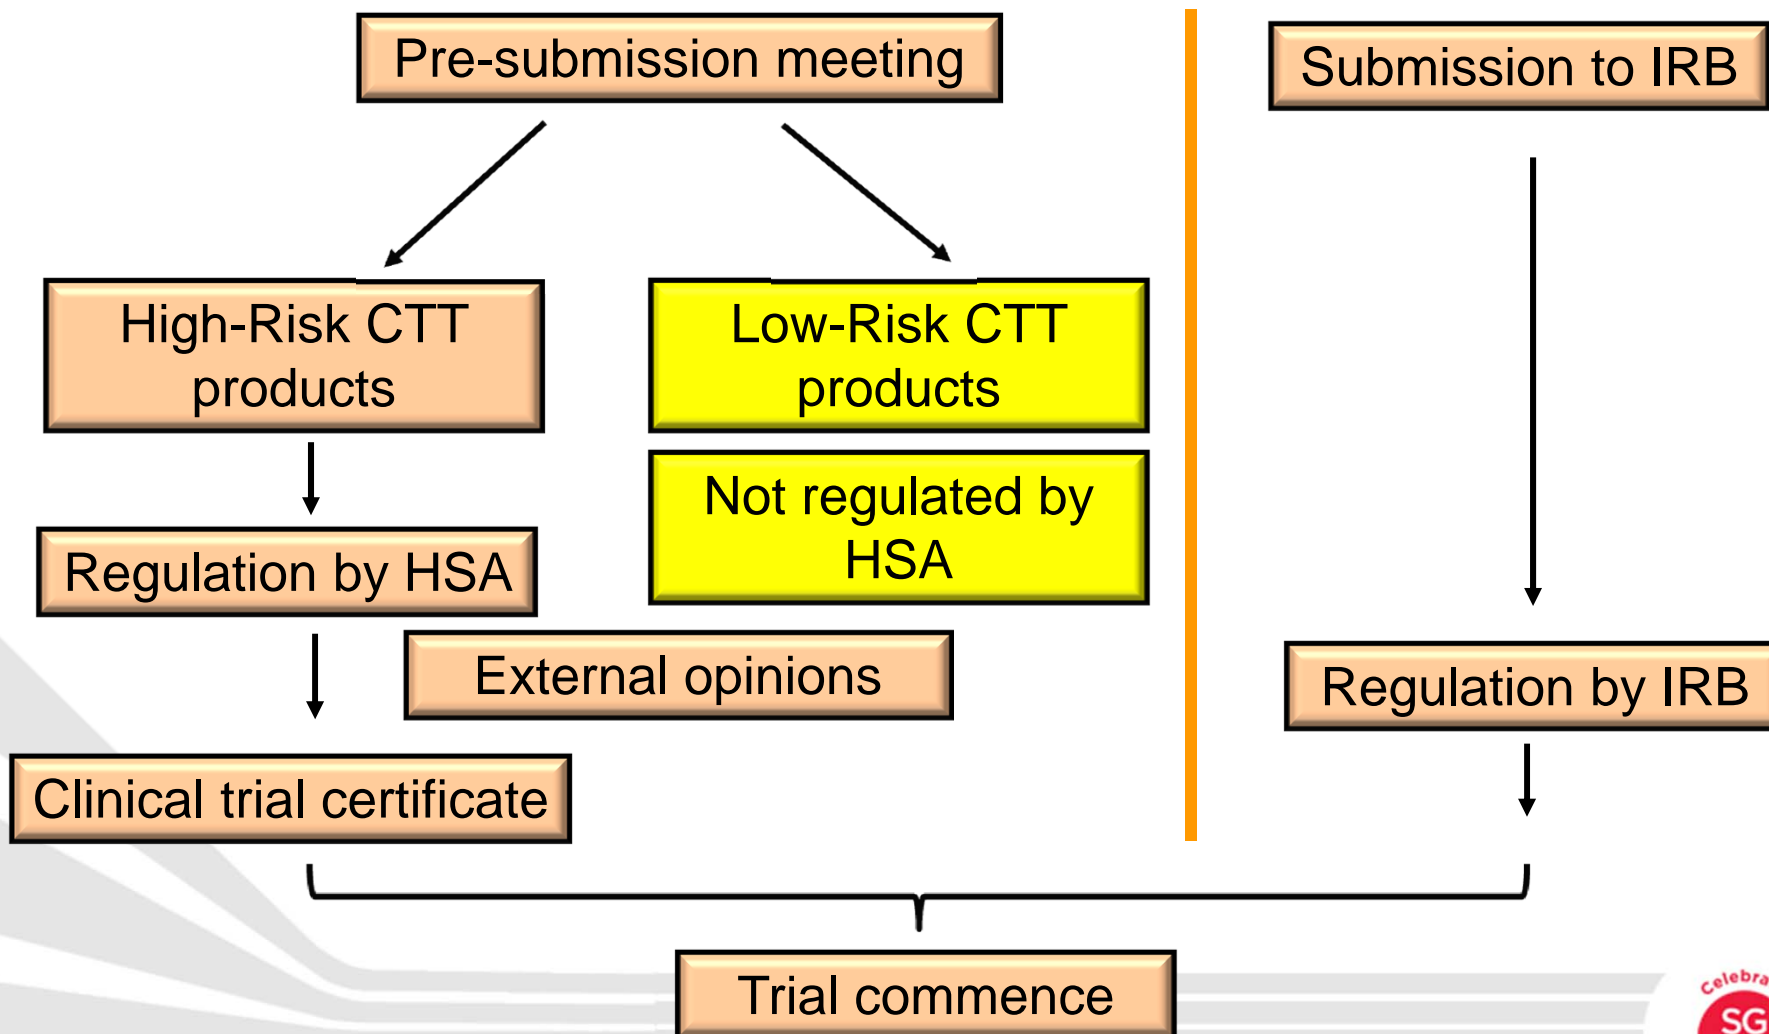 Pre-submission meeting
Submission to IRB
High-Risk CTT
products
Low-Risk CTT
products
Not regulated by
HSA
Regulation by HSA
External opinions
Regulation by IRB
Clinical trial certificate
Trial commence
SG